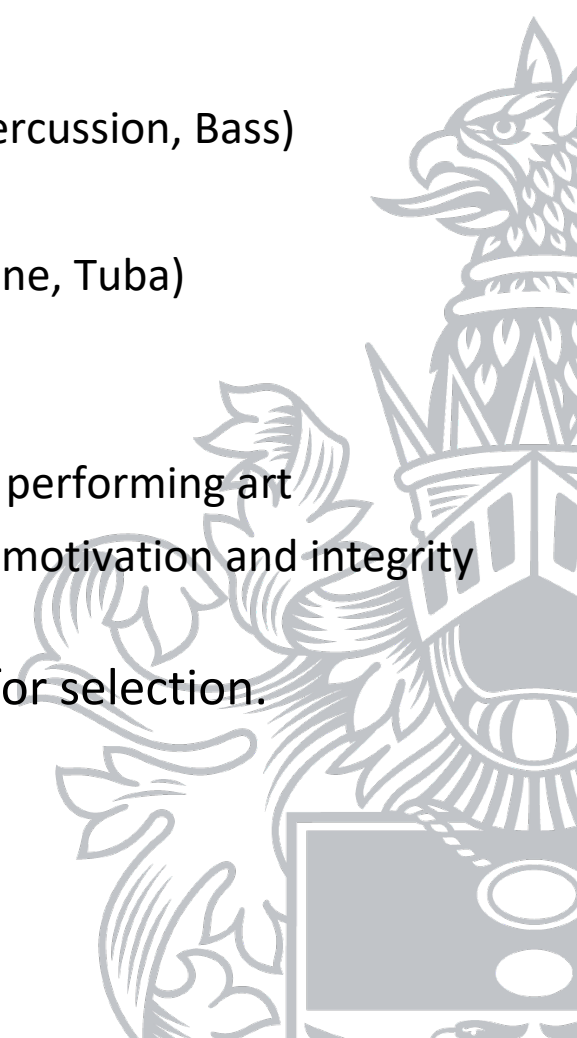 ercussion, Bass)
ne, Tuba)
performing art
motivation and integrity
or selection.